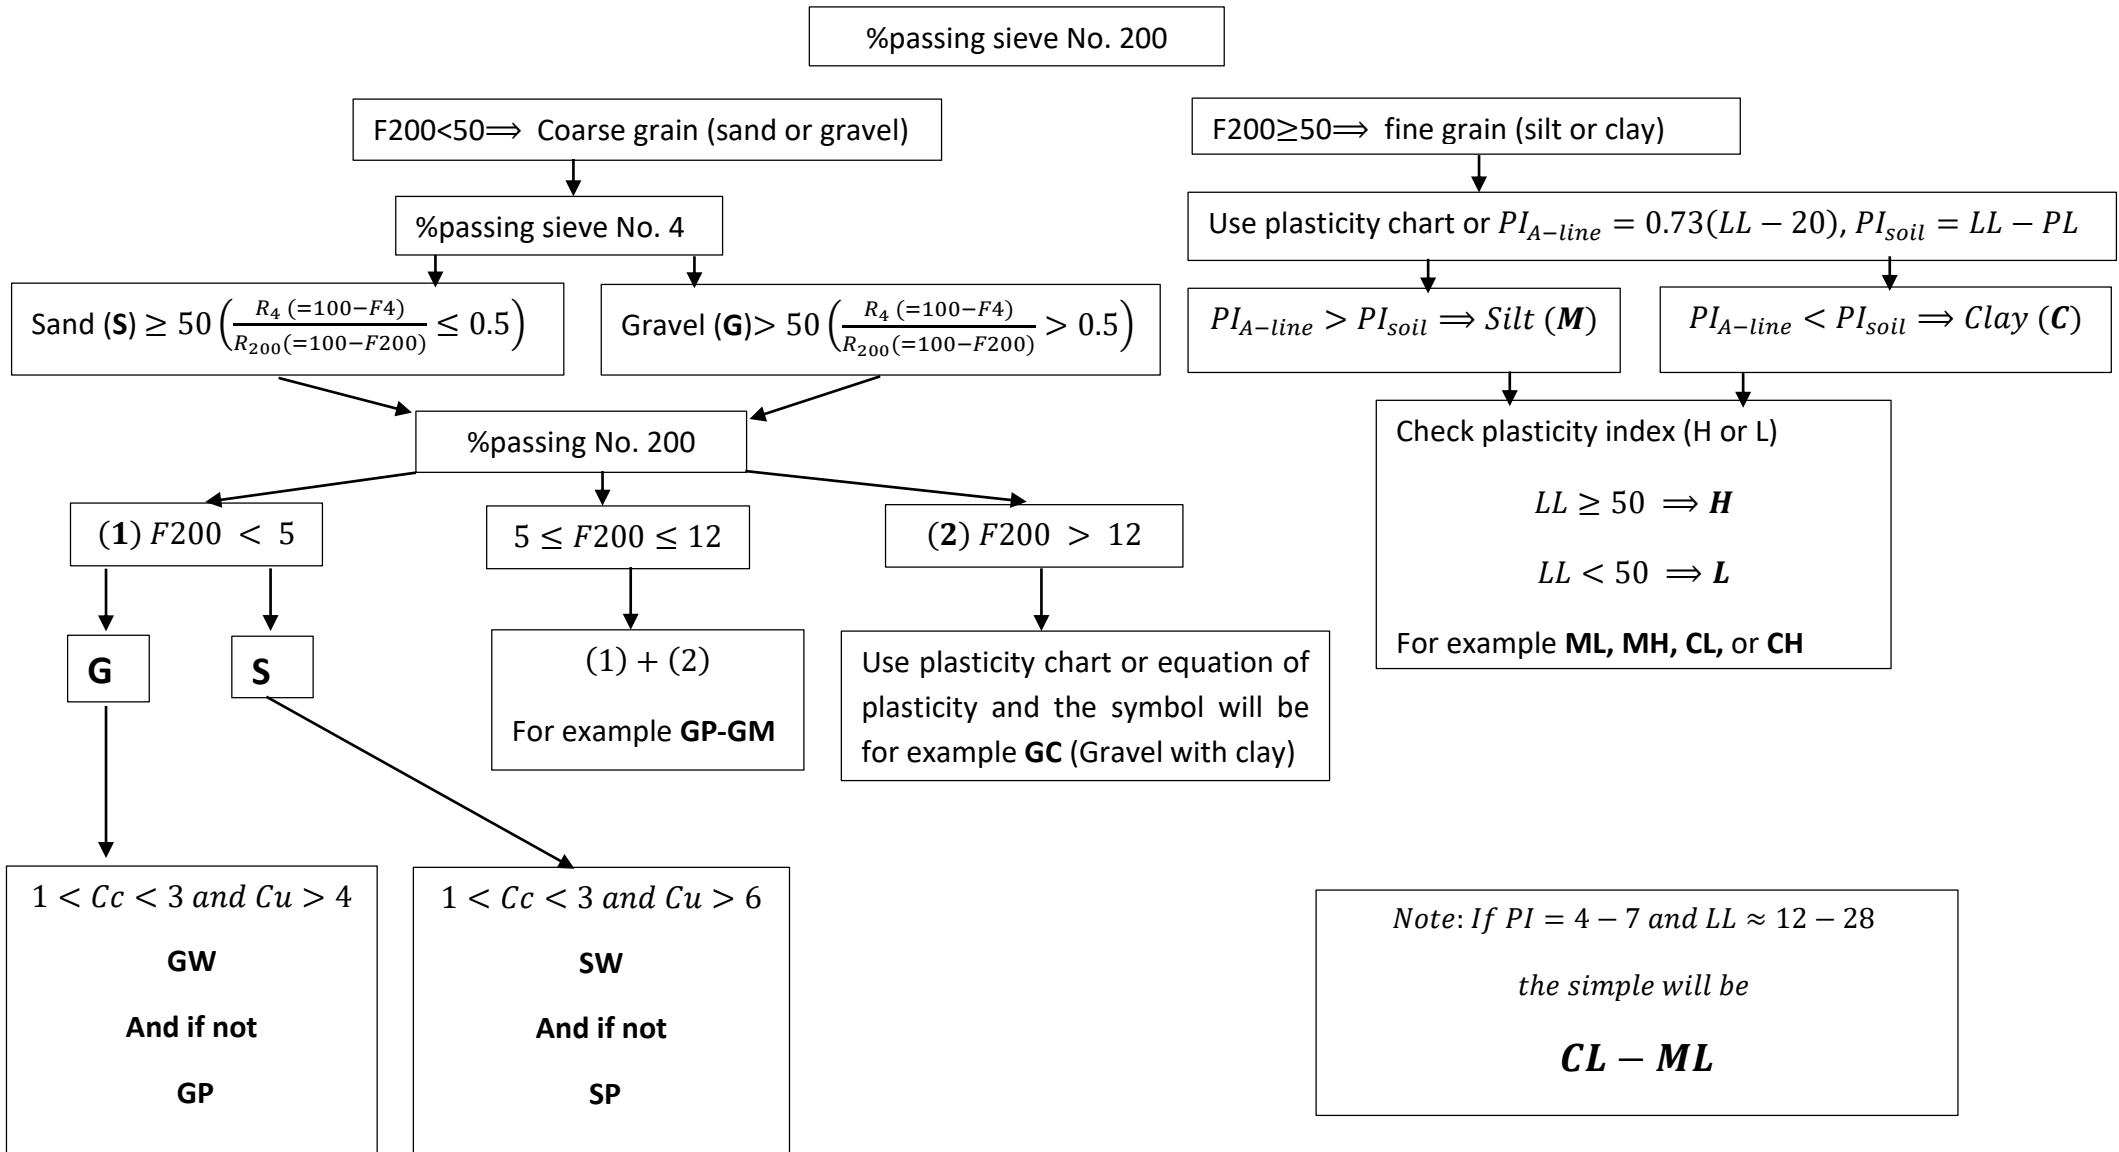 %passing sieve No. 200
F200<50⟹ Coarse grain (sand or gravel)
F200≥50⟹ fine grain (silt or clay)
%passing sieve No. 4
Use plasticity chart or PI_{A−line} = 0.73(LL − 20), PI_{soil} = LL − PL
Sand (S) ≥ 50 (R_4 (=100−F4) / R_{200}(=100−F200) ≤ 0.5)
Gravel (G)> 50 (R_4 (=100−F4) / R_{200}(=100−F200) > 0.5)
PI_{A−line} > PI_{soil} ⟹ Silt (M)
PI_{A−line} < PI_{soil} ⟹ Clay (C)
%passing No. 200
Check plasticity index (H or L)
LL ≥ 50 ⟹ H
LL < 50 ⟹ L
For example ML, MH, CL, or CH
(1) F200 < 5
5 ≤ F200 ≤ 12
(2) F200 > 12
G
S
(1) + (2)
For example GP-GM
Use plasticity chart or equation of
plasticity and the symbol will be
for example GC (Gravel with clay)
1 < Cc < 3 and Cu > 4
GW
And if not
GP
1 < Cc < 3 and Cu > 6
SW
And if not
SP
Note: If PI = 4 − 7 and LL ≈ 12 − 28
the simple will be
CL − ML